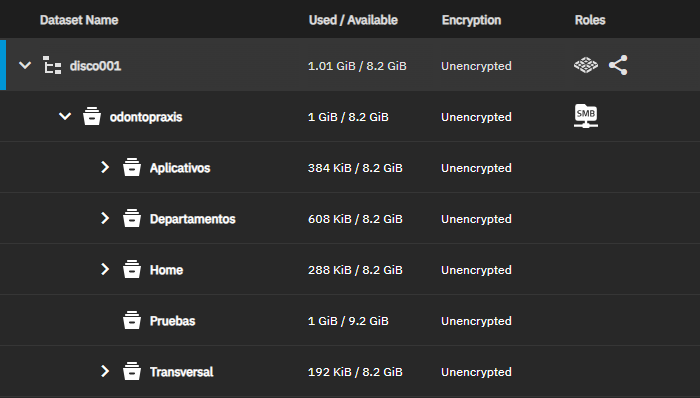 Dataset Name Used / Available Encryption Roles
disco001 1.01 GiB / 8.2 GiB Unencrypted
odontopraxis 1 GiB / 8.2 GiB Unencrypted SMB
Aplicativos 384 KiB / 8.2 GiB Unencrypted
Departamentos 608 KiB / 8.2 GiB Unencrypted
Home 288 KiB / 8.2 GiB Unencrypted
Pruebas 1 GiB / 9.2 GiB Unencrypted
Transversal 192 KiB / 8.2 GiB Unencrypted